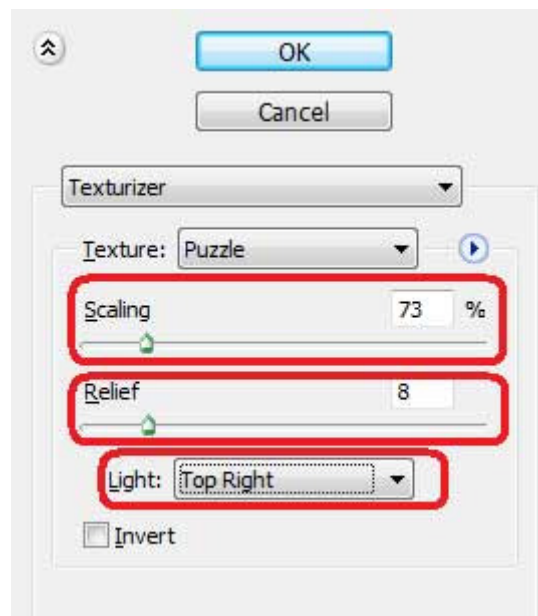 OK
Cancel
Texturizer
Texture: Puzzle
Scaling 73 %
Relief 8
Light: Top Right
Invert